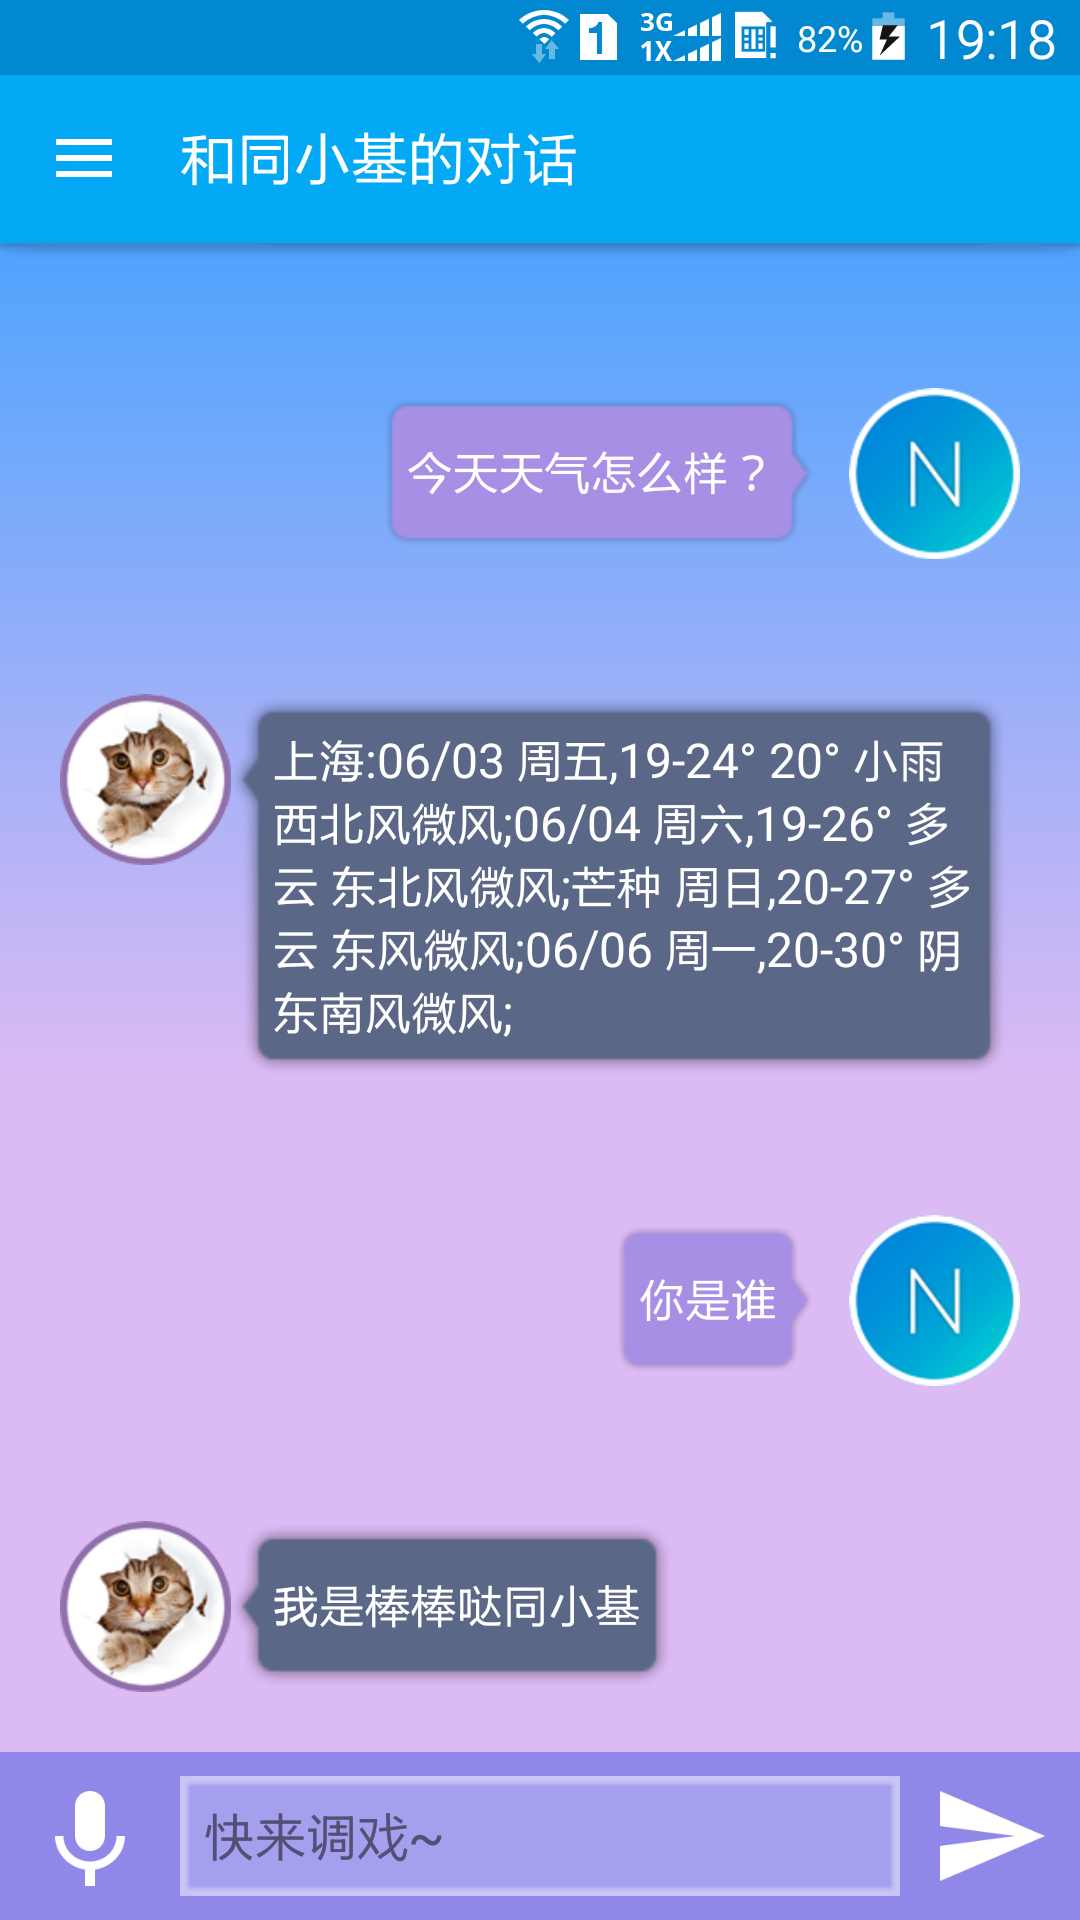 3G
1X
1
82%
19:18
和同小基的对话
今天天气怎么样？
N
上海:06/03 周五,19-24° 20° 小雨
西北风微风;06/04 周六,19-26° 多
云 东北风微风;芒种 周日,20-27° 多
云 东风微风;06/06 周一,20-30° 阴
东南风微风;
你是谁
N
我是棒棒哒同小基
快来调戏~